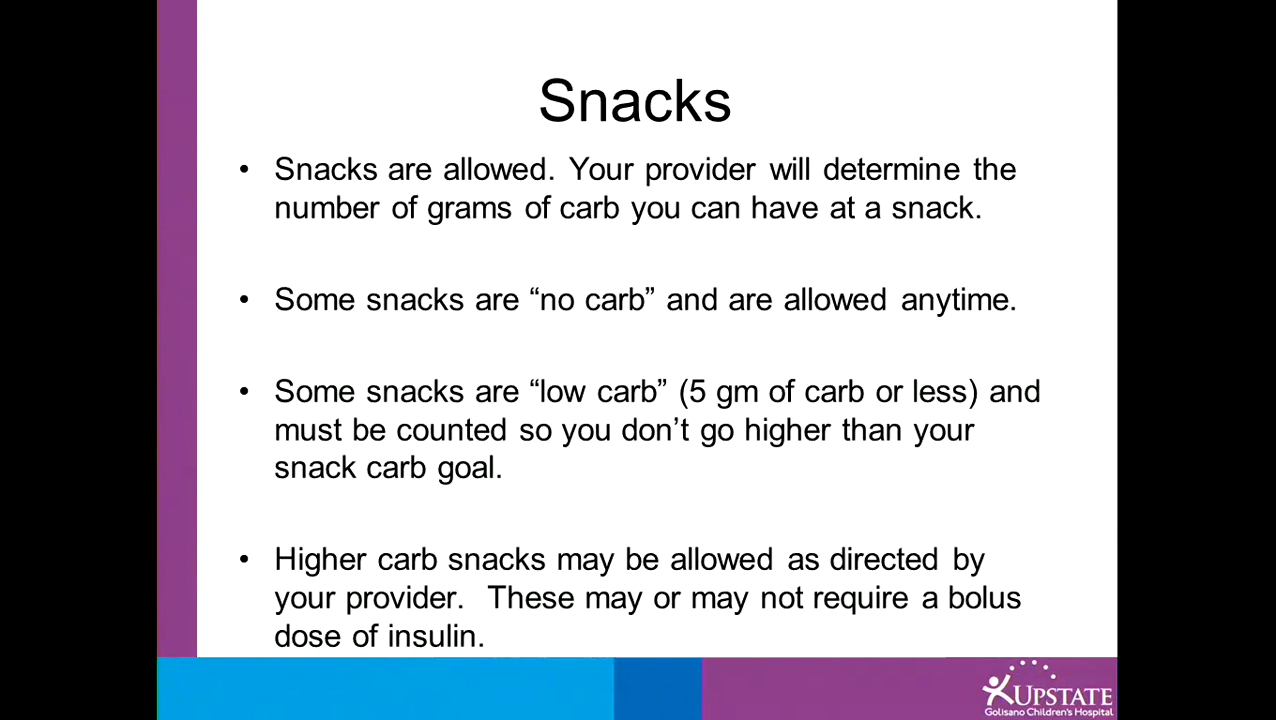 Snacks
• Snacks are allowed. Your provider will determine the
number of grams of carb you can have at a snack.
• Some snacks are “no carb” and are allowed anytime.
• Some snacks are “low carb” (5 gm of carb or less) and
must be counted so you don’t go higher than your
snack carb goal.
• Higher carb snacks may be allowed as directed by
your provider. These may or may not require a bolus
dose of insulin.
UPSTATE
Golisano Children's Hospital